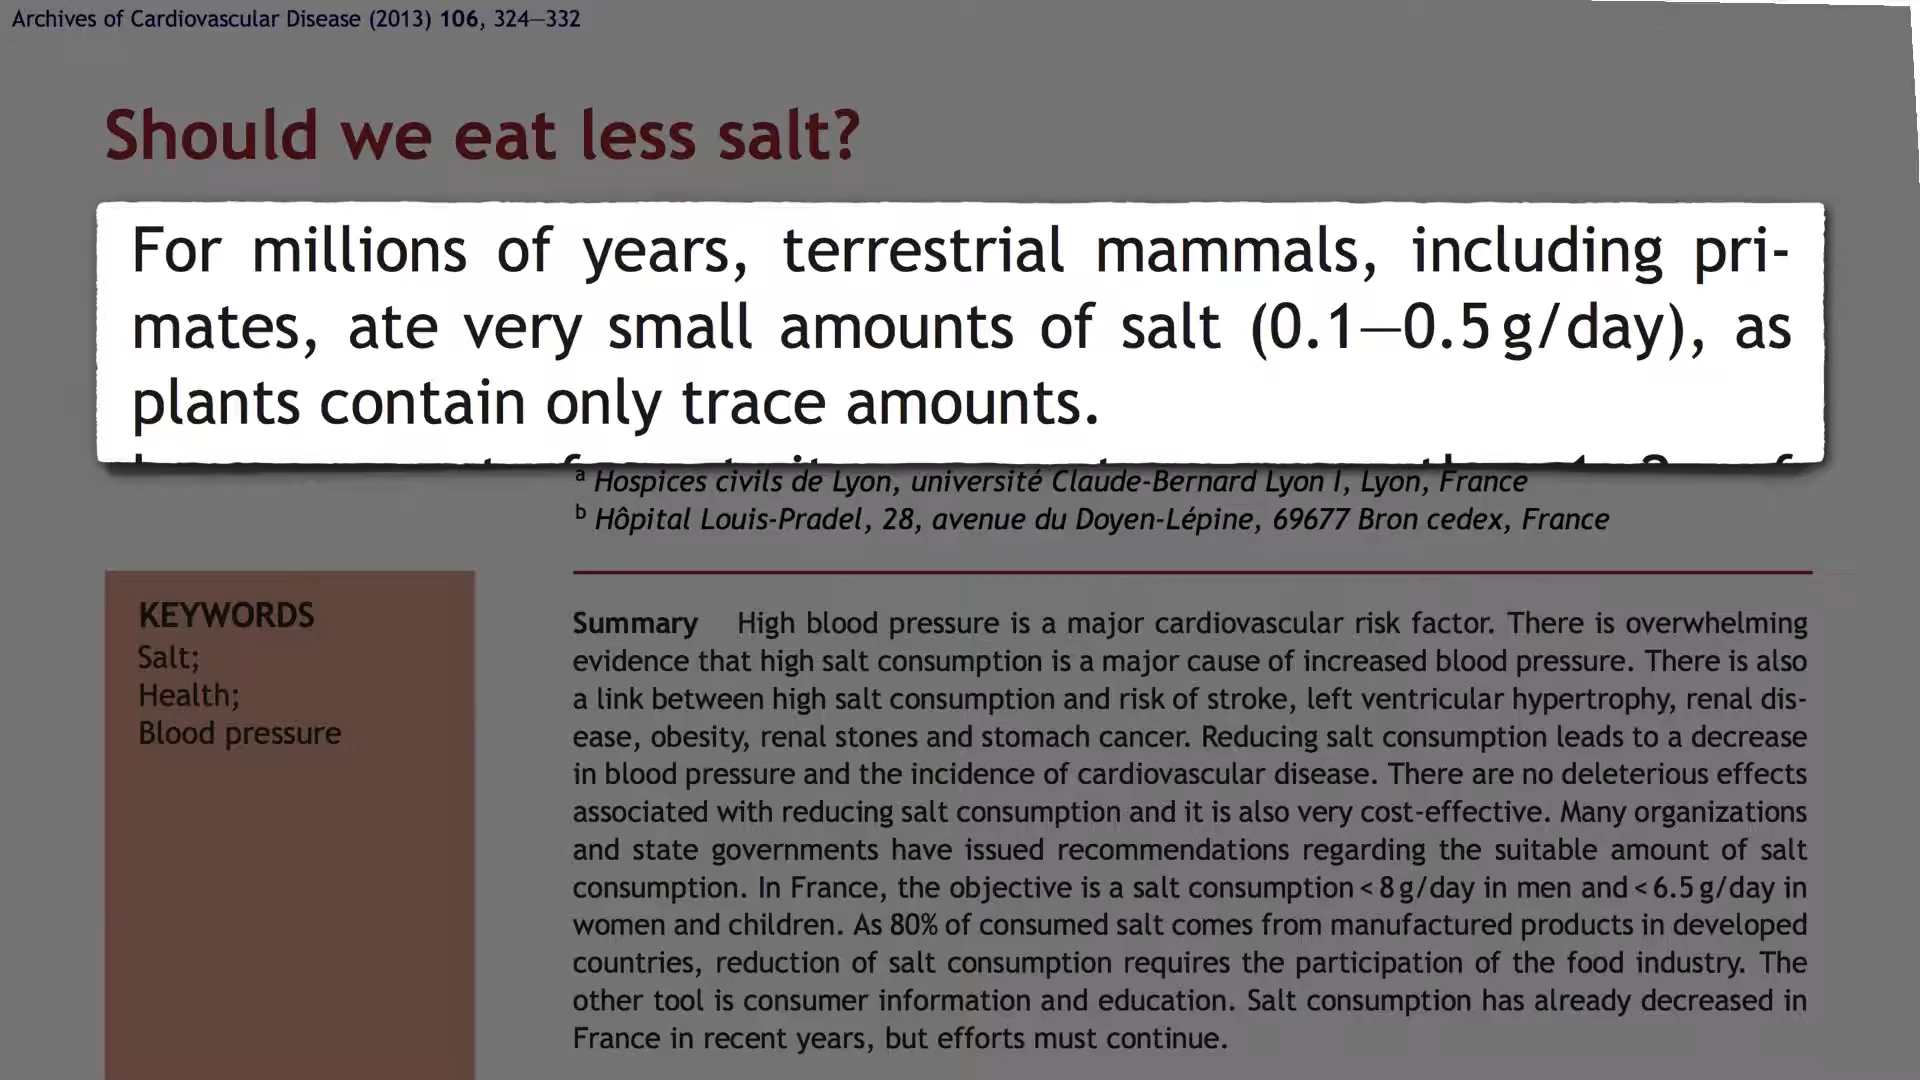 Archives of Cardiovascular Disease (2013) 106, 324—332
Should we eat less salt?
For millions of years, terrestrial mammals, including pri-
mates, ate very small amounts of salt (0.1—0.5 g/day), as
plants contain only trace amounts.
a Hospices civils de Lyon, université Claude-Bernard Lyon I, Lyon, France
b Hôpital Louis-Pradel, 28, avenue du Doyen-Lépine, 69677 Bron cedex, France
KEYWORDS
Salt;
Health;
Blood pressure
Summary High blood pressure is a major cardiovascular risk factor. There is overwhelming
evidence that high salt consumption is a major cause of increased blood pressure. There is also
a link between high salt consumption and risk of stroke, left ventricular hypertrophy, renal dis-
ease, obesity, renal stones and stomach cancer. Reducing salt consumption leads to a decrease
in blood pressure and the incidence of cardiovascular disease. There are no deleterious effects
associated with reducing salt consumption and it is also very cost-effective. Many organizations
and state governments have issued recommendations regarding the suitable amount of salt
consumption. In France, the objective is a salt consumption < 8 g/day in men and < 6.5 g/day in
women and children. As 80% of consumed salt comes from manufactured products in developed
countries, reduction of salt consumption requires the participation of the food industry. The
other tool is consumer information and education. Salt consumption has already decreased in
France in recent years, but efforts must continue.